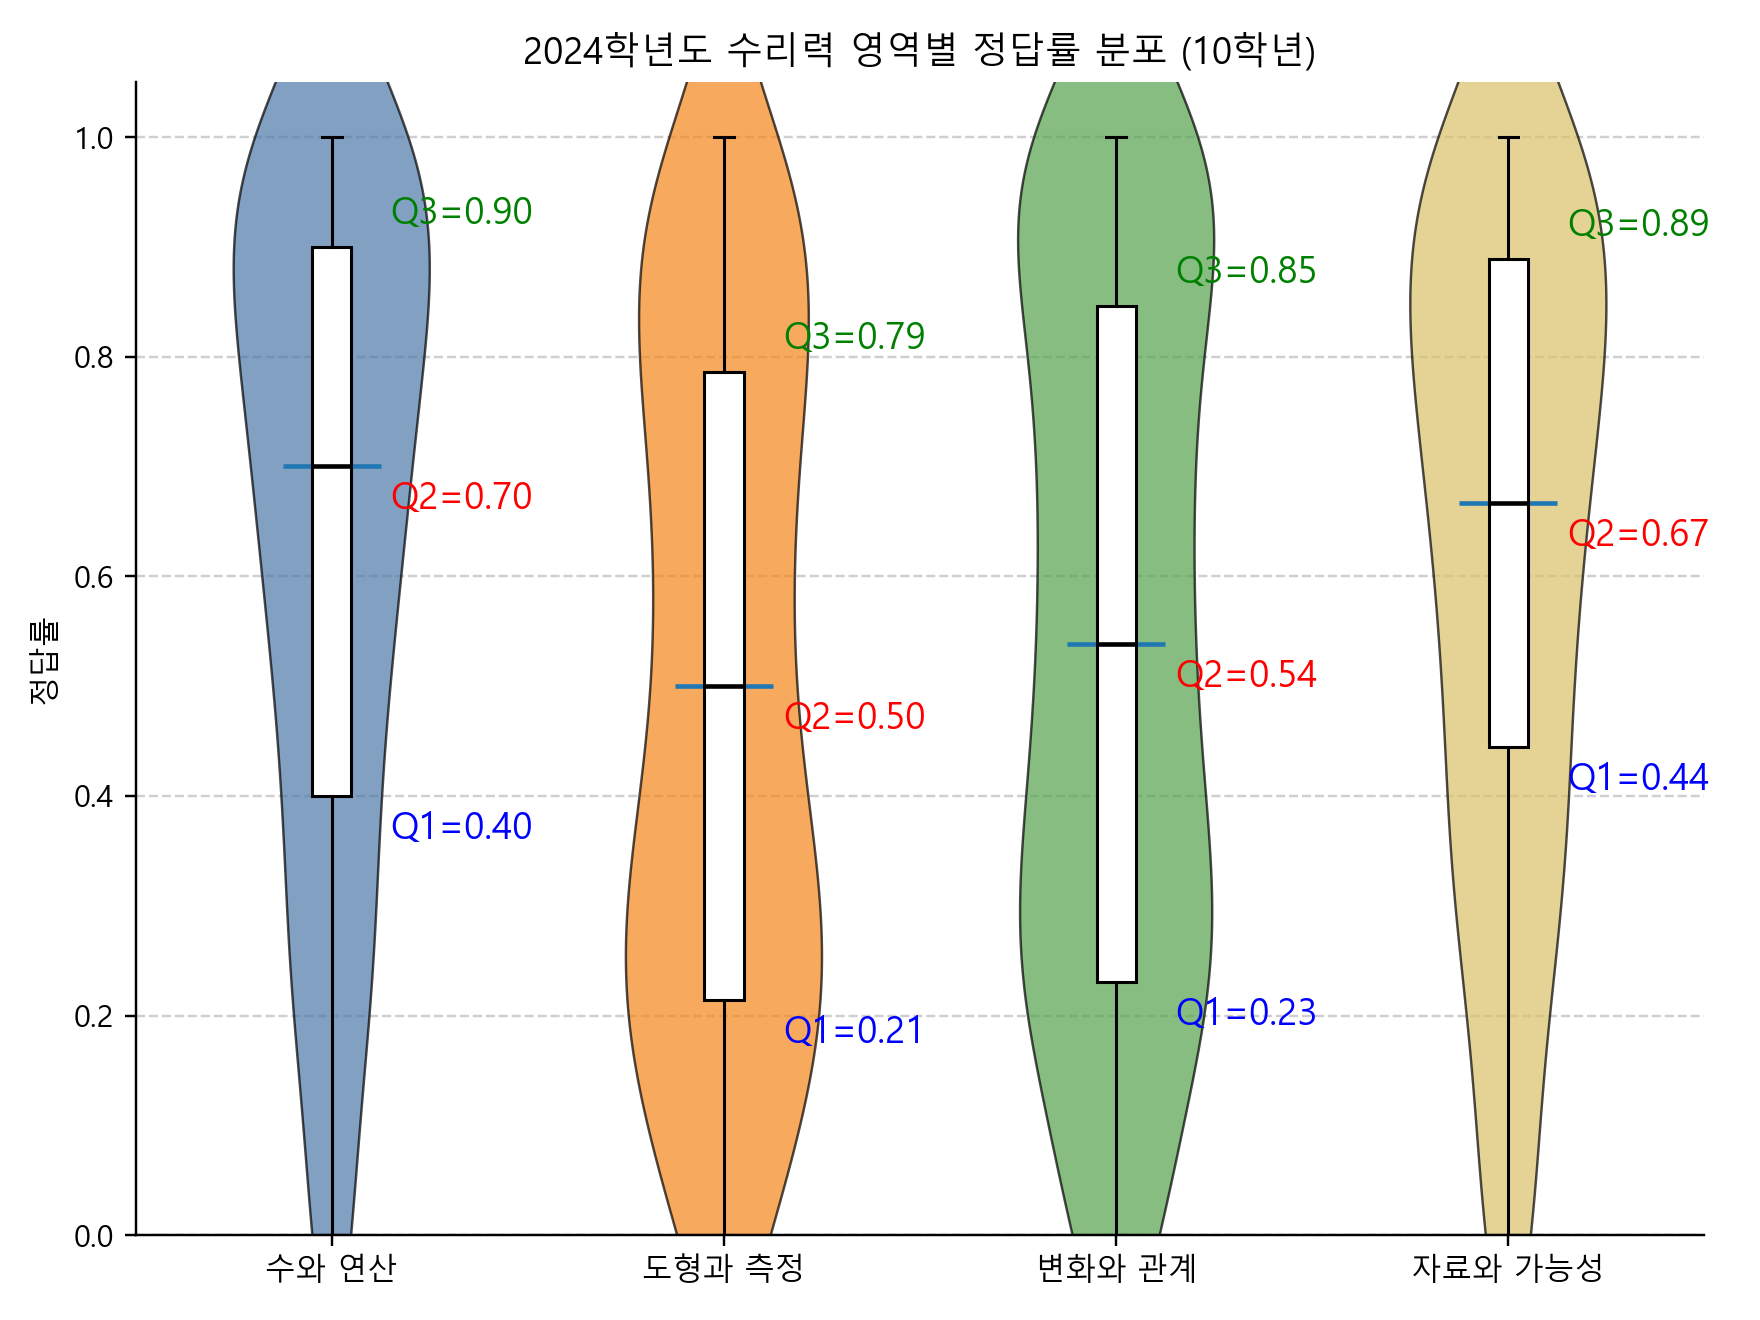 2024학년도 수리력 영역별 정답률 분포 (10학년)
정답률
1.0
0.8
0.6
0.4
0.2
0.0
Q3=0.90
Q2=0.70
Q1=0.40
Q3=0.79
Q2=0.50
Q1=0.21
Q3=0.85
Q2=0.54
Q1=0.23
Q3=0.89
Q2=0.67
Q1=0.44
수와 연산
도형과 측정
변화와 관계
자료와 가능성